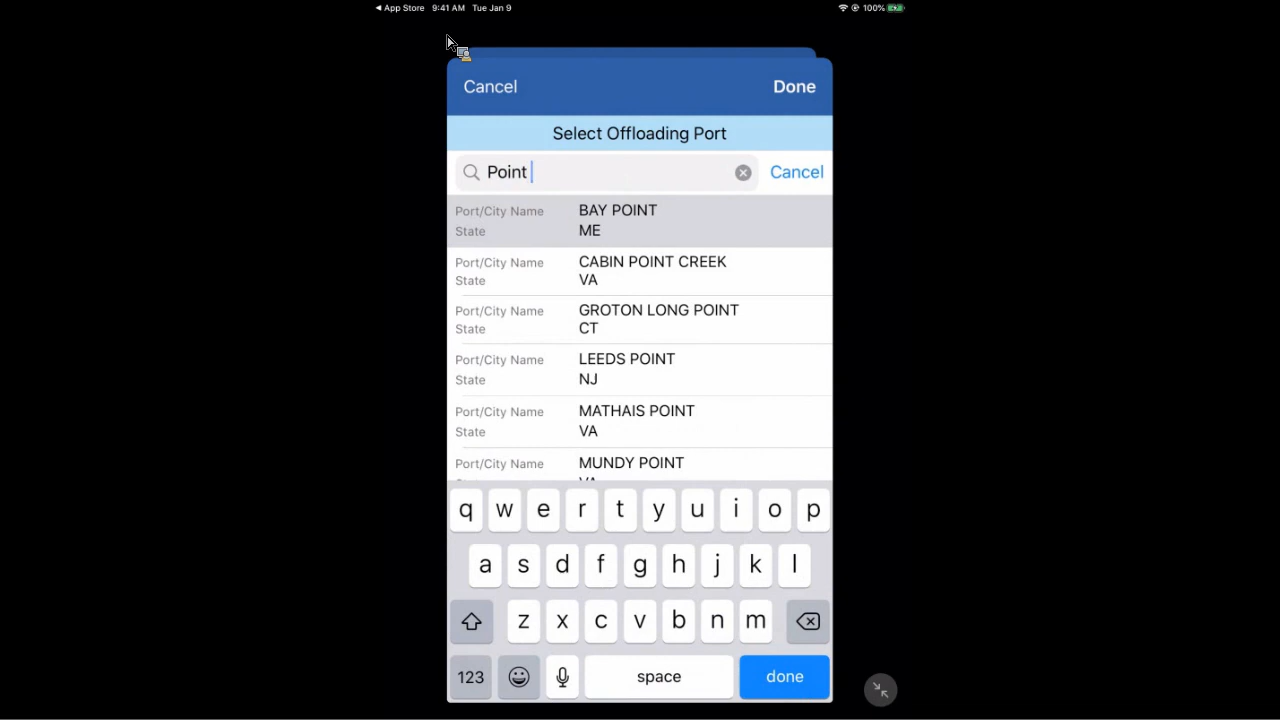 App Store 9:41 AM Tue Jan 9 100%
Cancel Done
Select Offloading Port
Point Cancel
Port/City Name BAY POINT
State ME
Port/City Name CABIN POINT CREEK
State VA
Port/City Name GROTON LONG POINT
State CT
Port/City Name LEEDS POINT
State NJ
Port/City Name MATHAIS POINT
State VA
Port/City Name MUNDY POINT
q w e r t y u i o p
a s d f g h j k l
z x c v b n m
123 space done